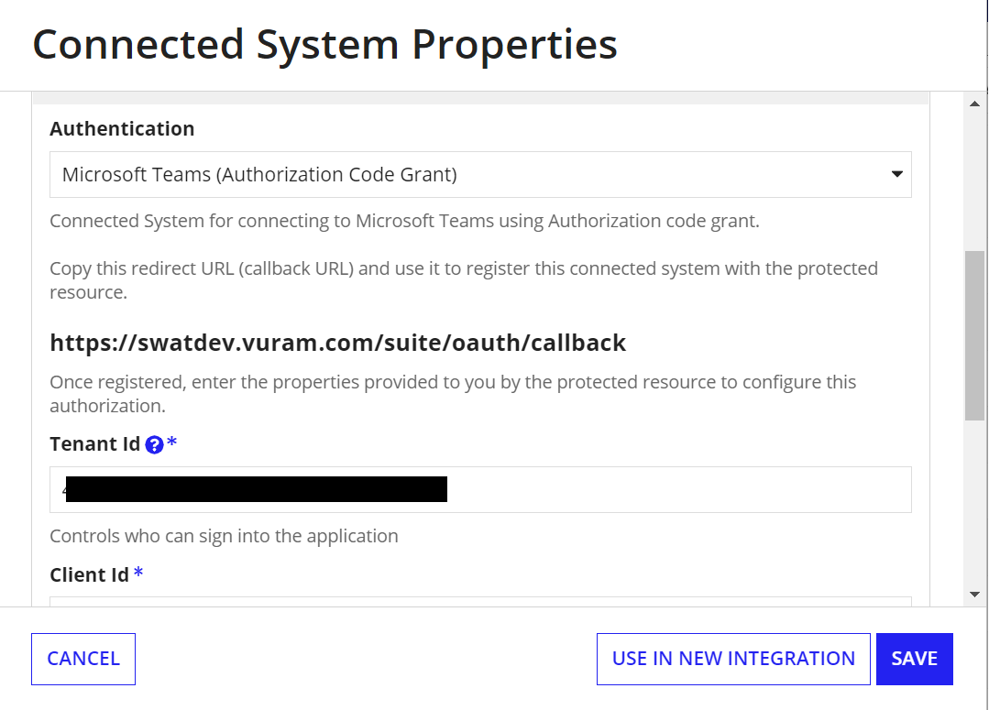 Connected System Properties
Authentication
Microsoft Teams (Authorization Code Grant)
Connected System for connecting to Microsoft Teams using Authorization code grant.
Copy this redirect URL (callback URL) and use it to register this connected system with the protected
resource.
https://swatdev.vuram.com/suite/oauth/callback
Once registered, enter the properties provided to you by the protected resource to configure this
authorization.
Tenant Id ? *
Controls who can sign into the application
Client Id *
CANCEL
USE IN NEW INTEGRATION
SAVE